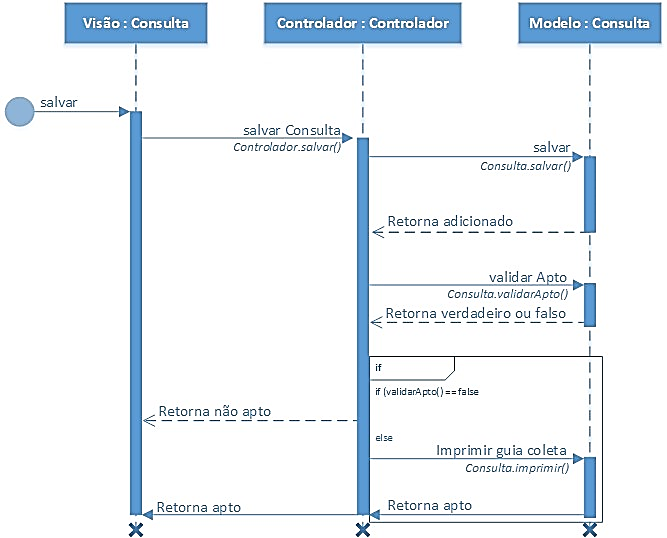 Visão : Consulta
Controlador : Controlador
Modelo : Consulta
salvar
salvar Consulta
Controlador.salvar()
salvar
Consulta.salvar()
Retorna adicionado
validar Apto
Consulta.validarApto()
Retorna verdadeiro ou falso
if
if (validarApto() == false
Retorna não apto
else
Imprimir guia coleta
Consulta.imprimir()
Retorna apto
Retorna apto